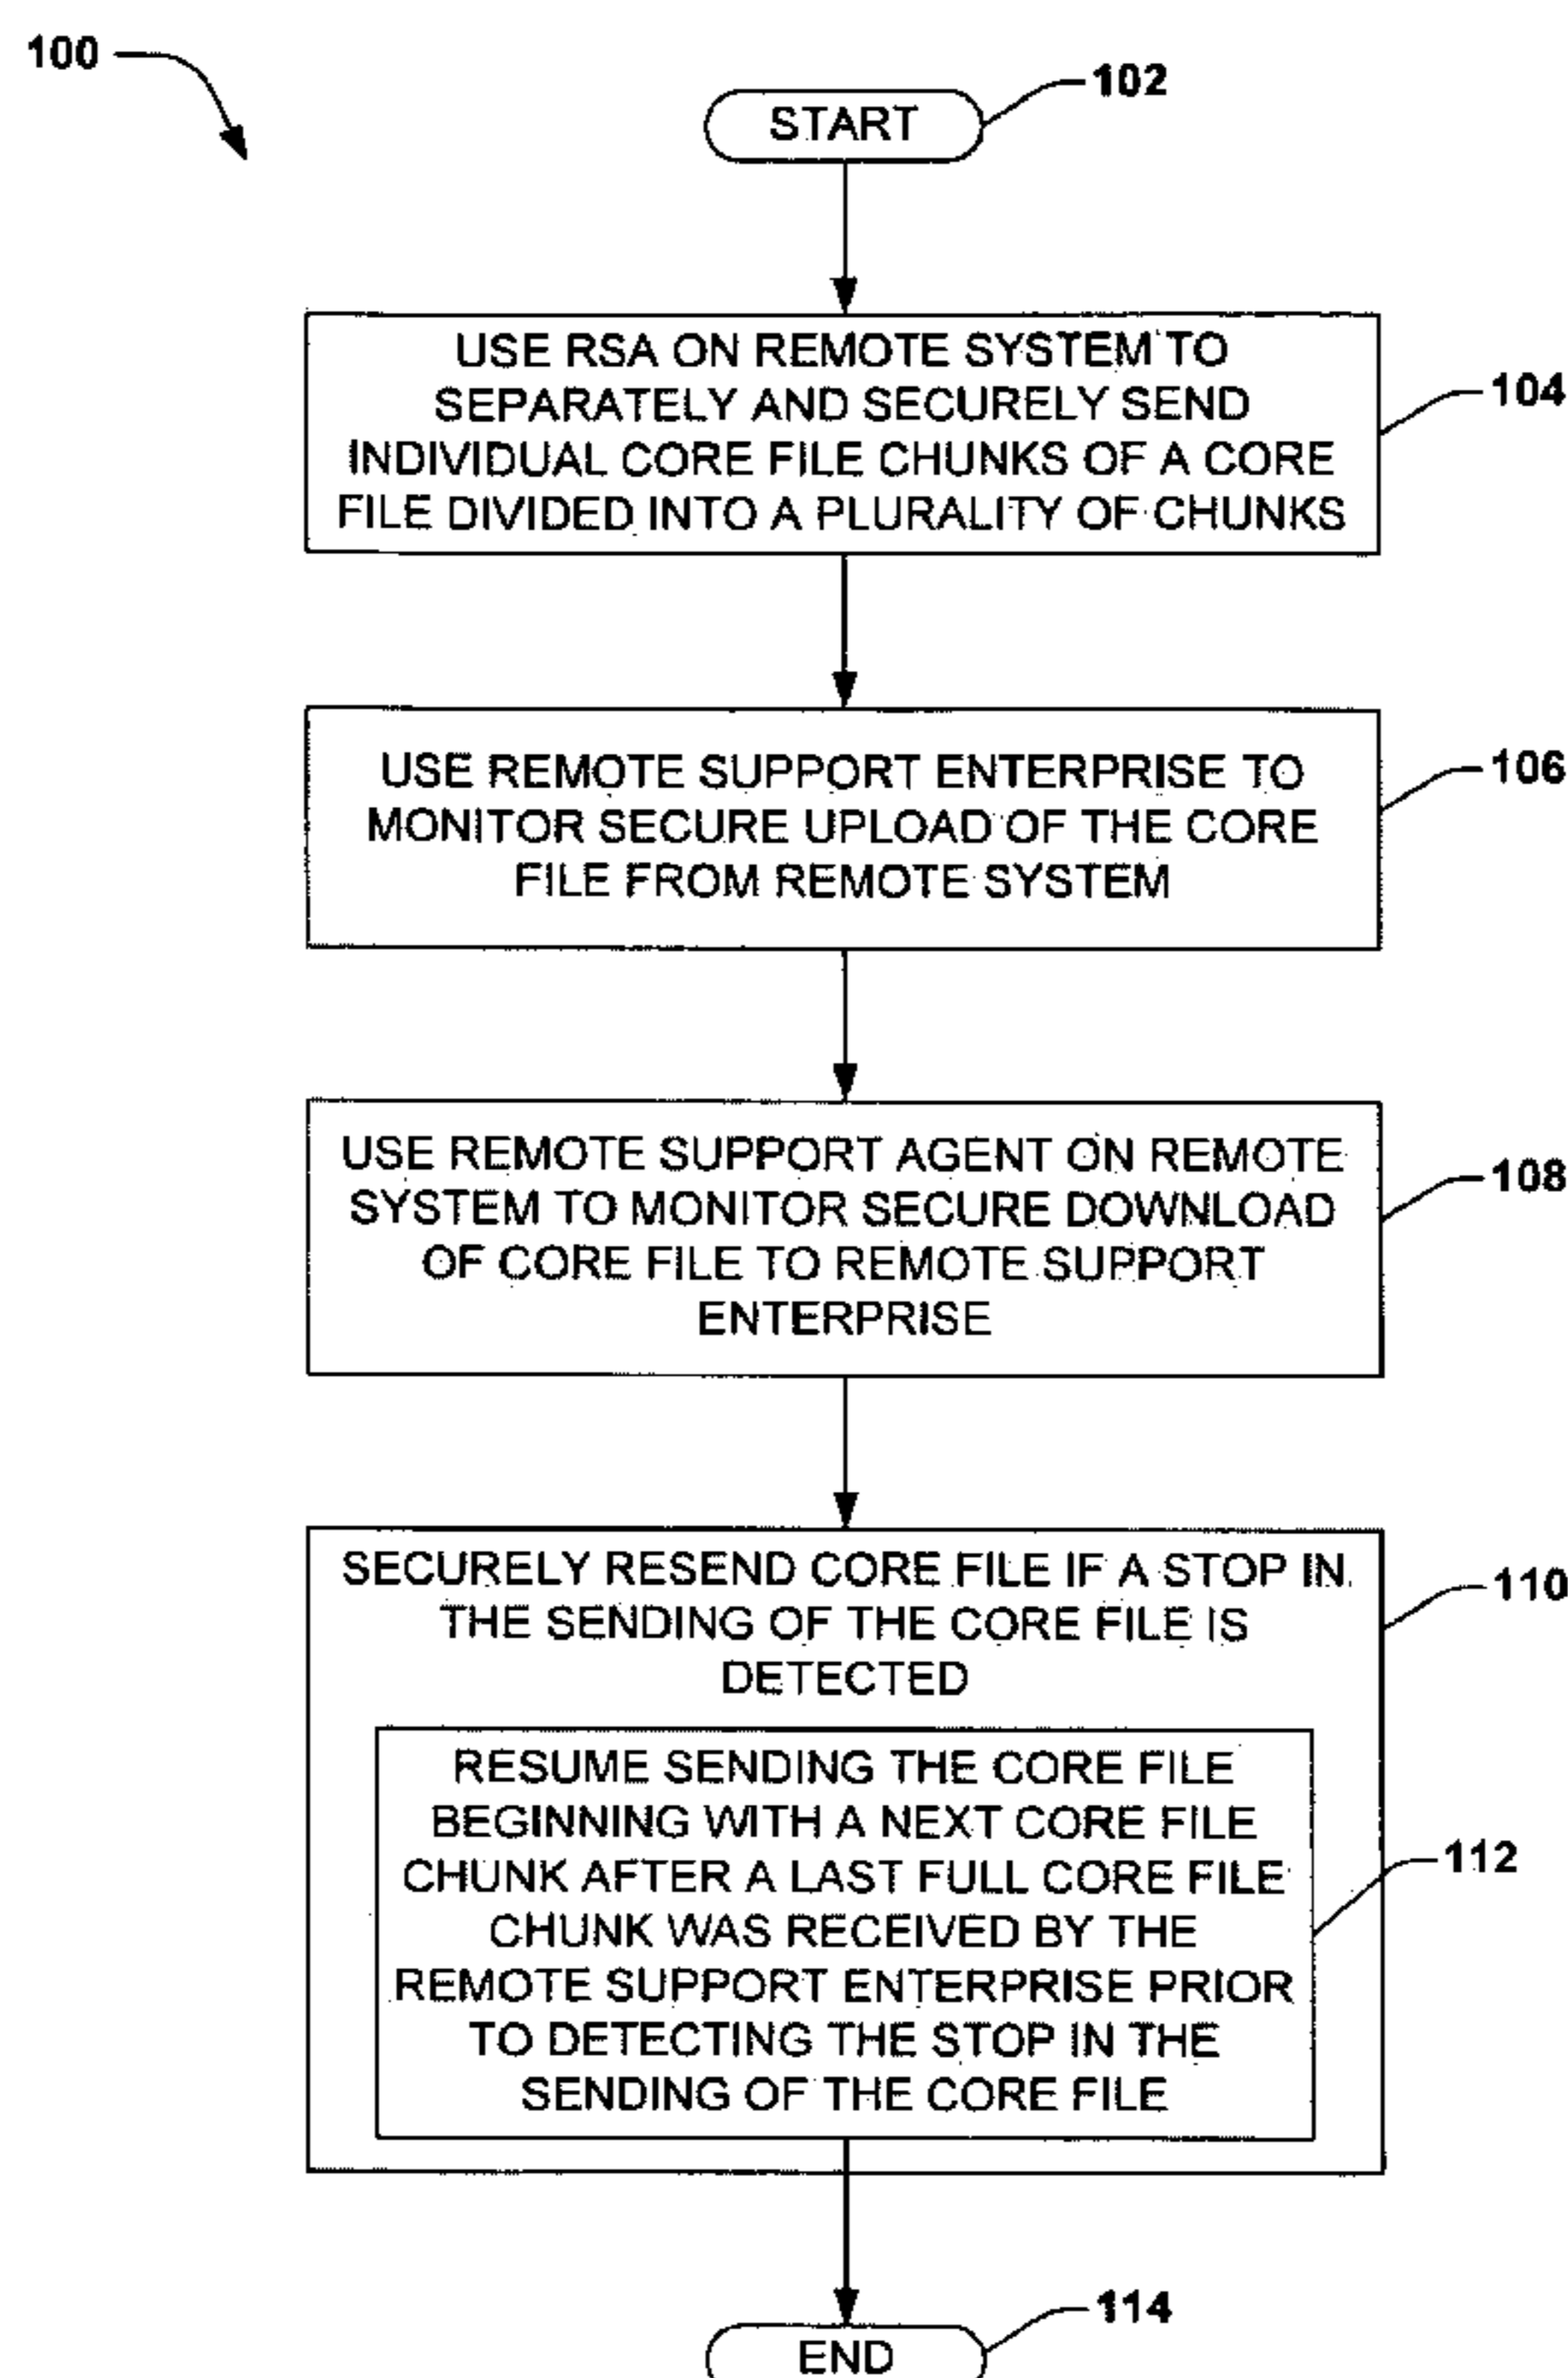 100
START
102
USE RSA ON REMOTE SYSTEM TO
SEPARATELY AND SECURELY SEND
INDIVIDUAL CORE FILE CHUNKS OF A CORE
FILE DIVIDED INTO A PLURALITY OF CHUNKS
104
USE REMOTE SUPPORT ENTERPRISE TO
MONITOR SECURE UPLOAD OF THE CORE
FILE FROM REMOTE SYSTEM
106
USE REMOTE SUPPORT AGENT ON REMOTE
SYSTEM TO MONITOR SECURE DOWNLOAD
OF CORE FILE TO REMOTE SUPPORT
ENTERPRISE
108
SECURELY RESEND CORE FILE IF A STOP IN
THE SENDING OF THE CORE FILE IS
DETECTED
110
RESUME SENDING THE CORE FILE
BEGINNING WITH A NEXT CORE FILE
CHUNK AFTER A LAST FULL CORE FILE
CHUNK WAS RECEIVED BY THE
REMOTE SUPPORT ENTERPRISE PRIOR
TO DETECTING THE STOP IN THE
SENDING OF THE CORE FILE
112
END
114